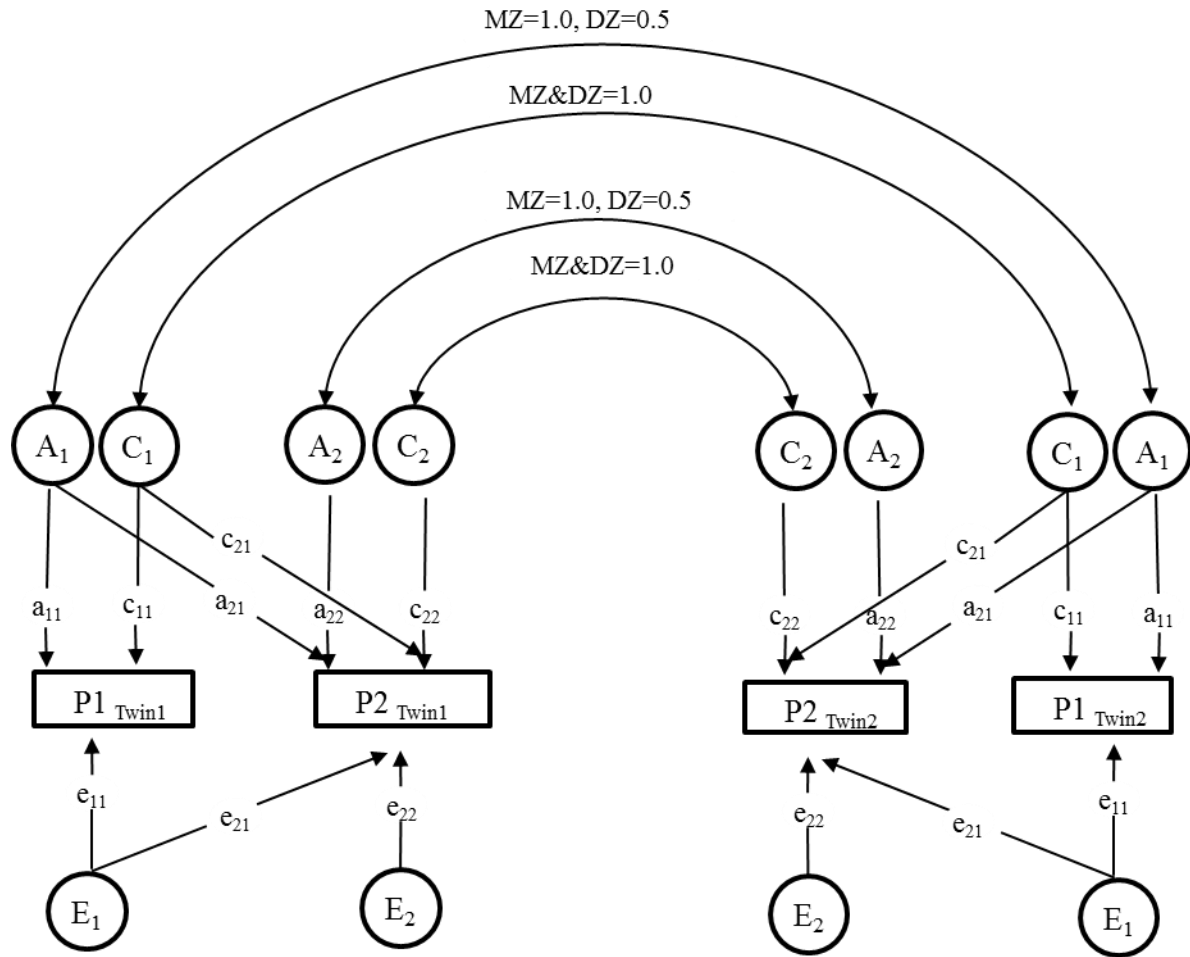 MZ=1.0, DZ=0.5
MZ&DZ=1.0
MZ=1.0, DZ=0.5
MZ&DZ=1.0
A₁ C₁ A₂ C₂ C₂ A₂ C₁ A₁
c₂₁ c₂₁
a₁₁ c₁₁ a₂₁ a₂₂ c₂₂ c₂₂ a₂₂ a₂₁ c₁₁ a₁₁
P1 Twin1 P2 Twin1 P2 Twin2 P1 Twin2
e₁₁ e₂₁ e₂₂ e₂₂ e₂₁ e₁₁
E₁ E₂ E₂ E₁